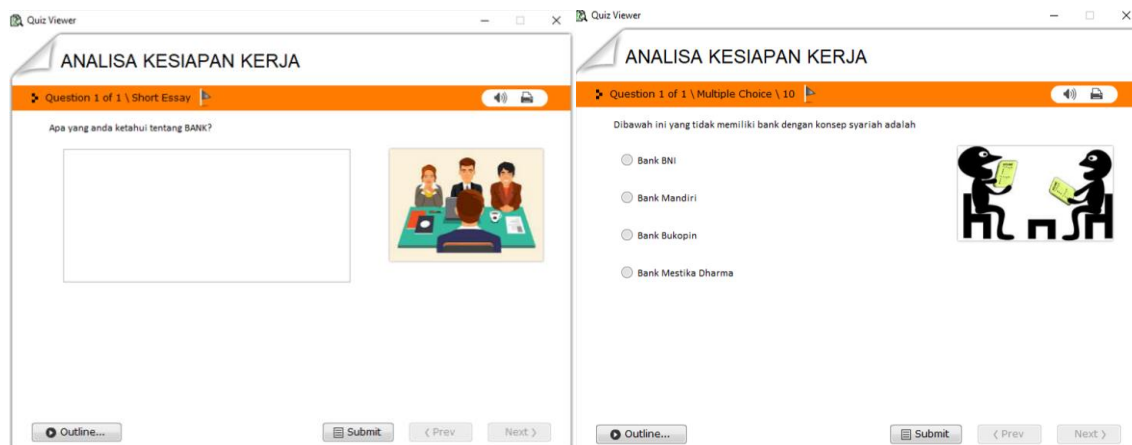 Quiz Viewer
ANALISA KESIAPAN KERJA
Question 1 of 1 \ Short Essay
Apa yang anda ketahui tentang BANK?
Outline...
Submit
Prev
Next
Quiz Viewer
ANALISA KESIAPAN KERJA
Question 1 of 1 \ Multiple Choice \ 10
Dibawah ini yang tidak memiliki bank dengan konsep syariah adalah
Bank BNI
Bank Mandiri
Bank Bukopin
Bank Mestika Dharma
Outline...
Submit
Prev
Next